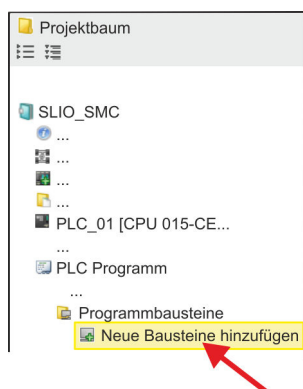 Projektbaum
SLIO_SMC
...
...
...
...
PLC_01 [CPU 015-CE...
...
PLC Programm
...
Programmbausteine
Neue Bausteine hinzufügen